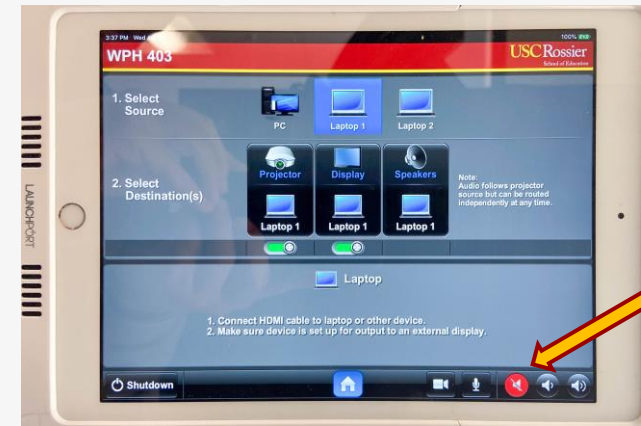 3:37 PM Wed
100%
WPH 403
USC Rossier
School of Education
1. Select
Source
PC
Laptop 1
Laptop 2
2. Select
Destination(s)
Projector
Display
Speakers
Laptop 1
Laptop 1
Laptop 1
Note:
Audio follows projector
source but can be routed
independently at any time.
Laptop
1. Connect HDMI cable to laptop or other device.
2. Make sure device is set up for output to an external display.
Shutdown
LAUNCHPORT